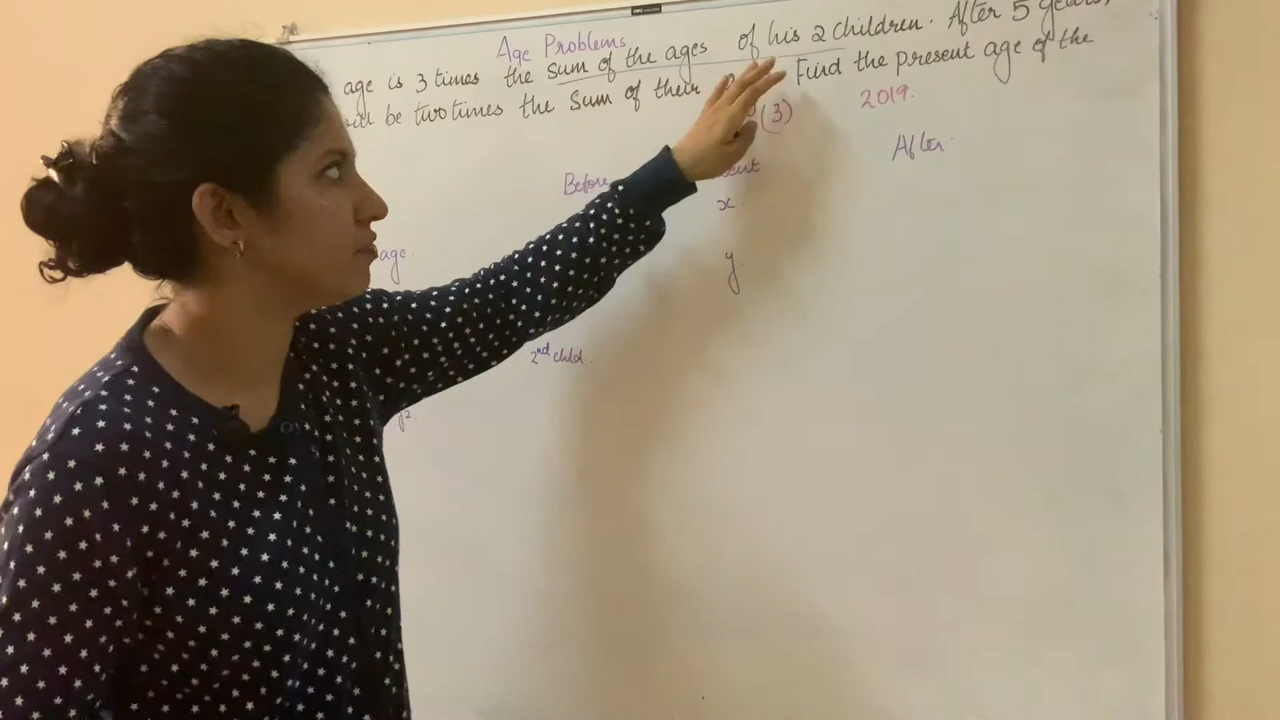 Age Problems
age is 3 times the sum of the ages of his 2 children. After 5 years,
be two times the Sum of their Find the present age of the
(3) 2019.
Before After.
x
age. y
2nd child.